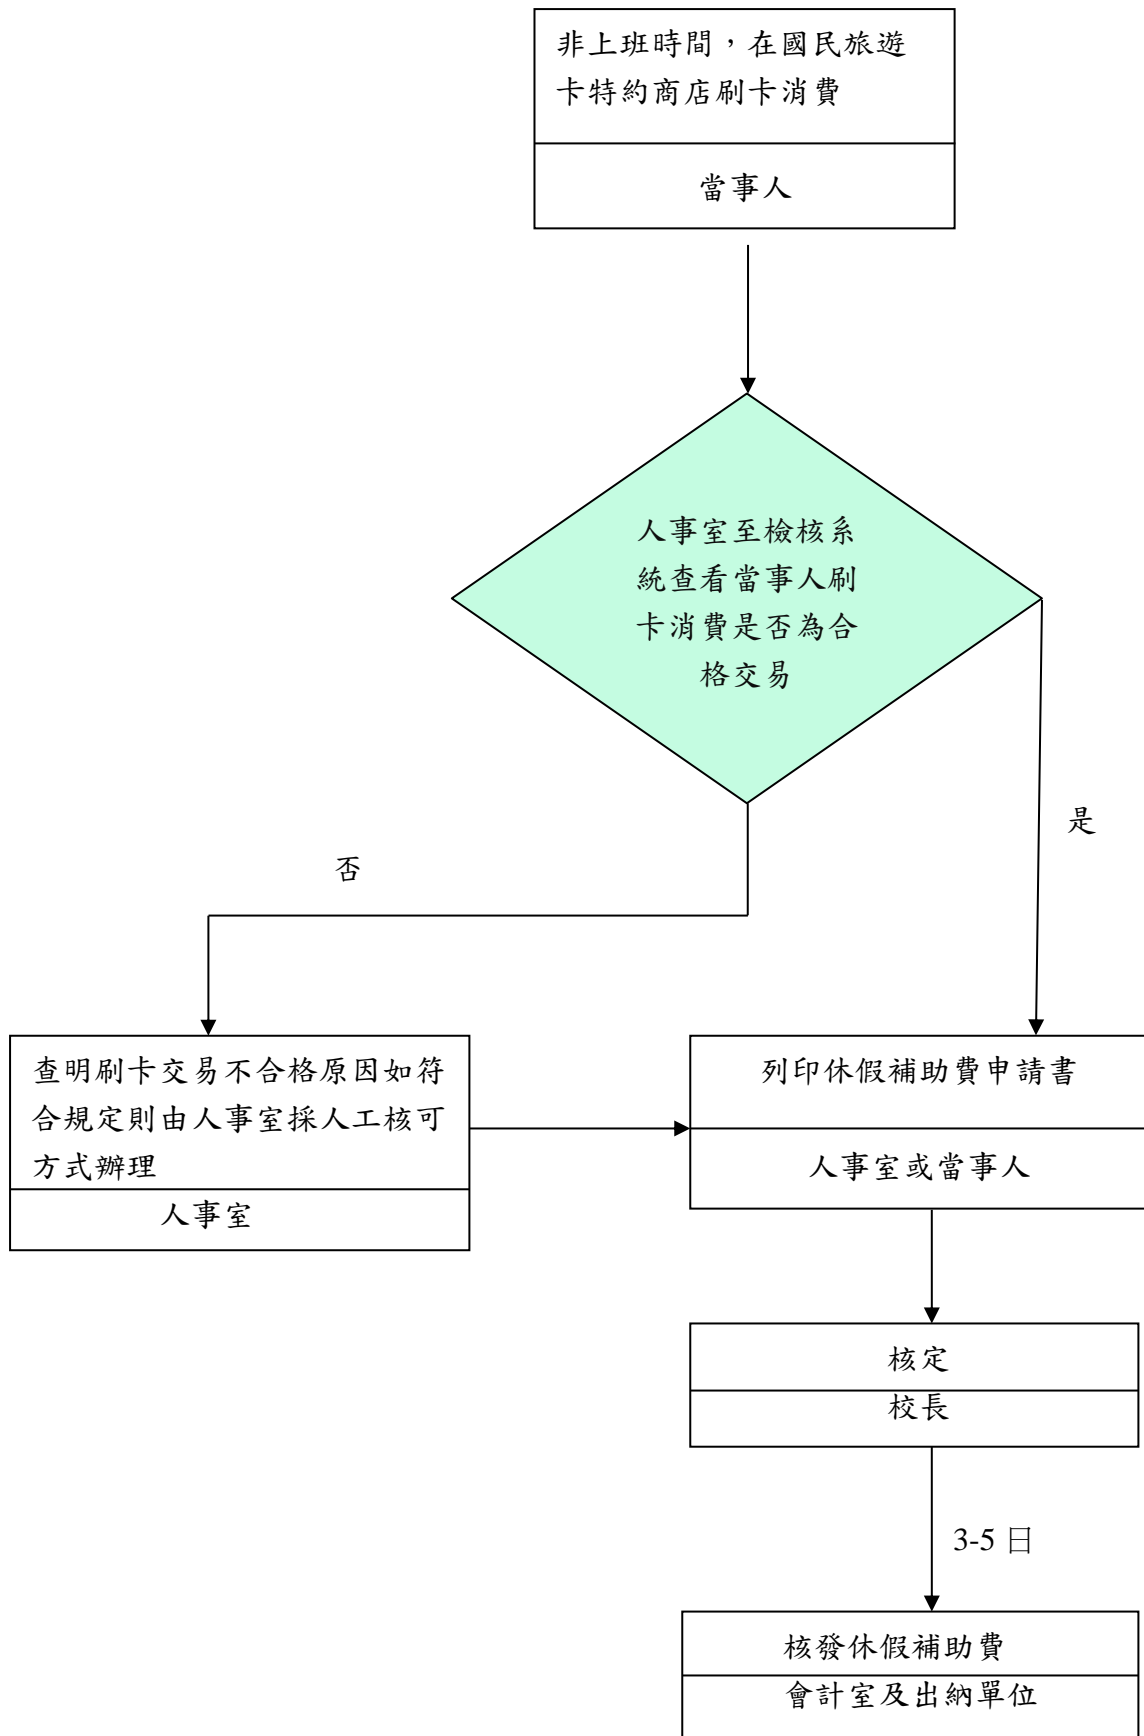 非上班時間，在國民旅遊
卡特約商店刷卡消費
當事人
人事室至檢核系
統查看當事人刷
卡消費是否為合
格交易
是
否
查明刷卡交易不合格原因如符
合規定則由人事室採人工核可
方式辦理
人事室
列印休假補助費申請書
人事室或當事人
核定
校長
3-5 日
核發休假補助費
會計室及出納單位